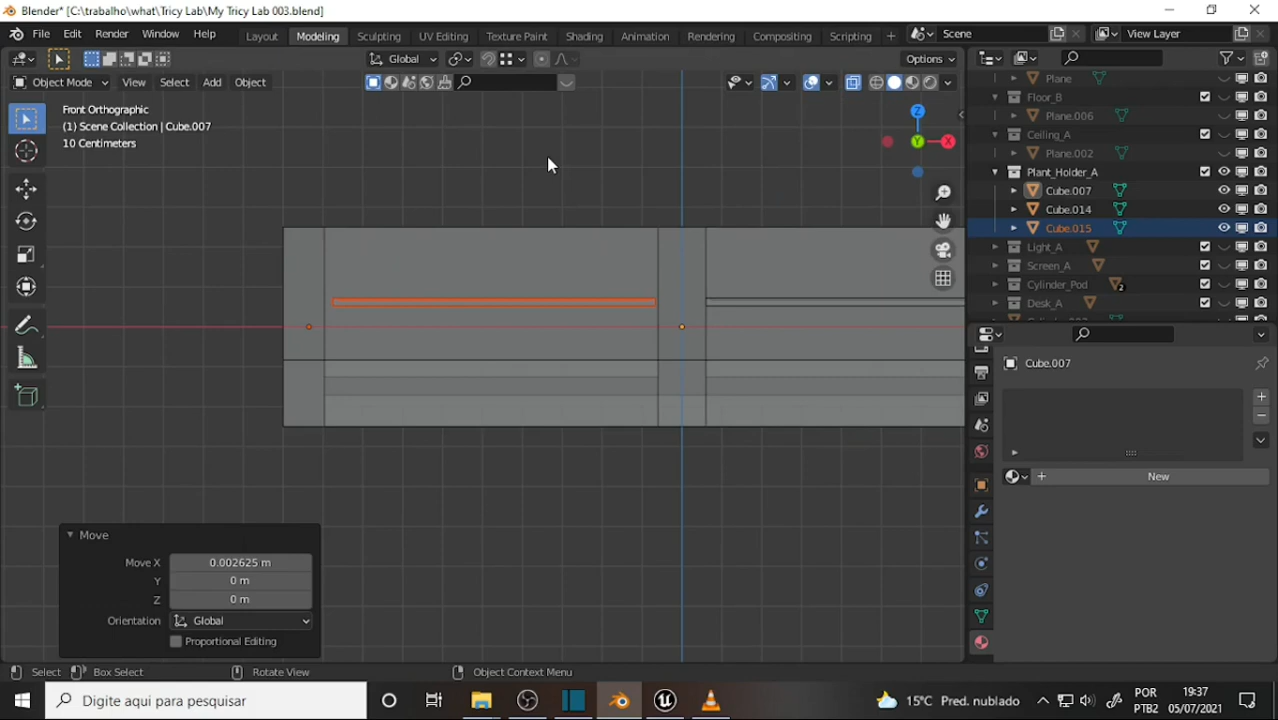 Blender* [C:\trabalho\what\Tricy Lab\My Tricy Lab 003.blend]
File Edit Render Window Help Layout Modeling Sculpting UV Editing Texture Paint Shading Animation Rendering Compositing Scripting Scene View Layer
Global Options
Object Mode View Select Add Object
Plane
Floor_B
Plane.006
Ceiling_A
Plane.002
Plant_Holder_A
Cube.007
Cube.014
Cube.015
Light_A
Screen_A
Cylinder_Pod 2
Desk_A
Front Orthographic
(1) Scene Collection | Cube.007
10 Centimeters
Z
Y
X
Cube.007
New
Move
Move X 0.002625 m
Y 0 m
Z 0 m
Orientation Global
Proportional Editing
Select Box Select Rotate View Object Context Menu
Digite aqui para pesquisar
15°C Pred. nublado
POR
PTB2
19:37
05/07/2021